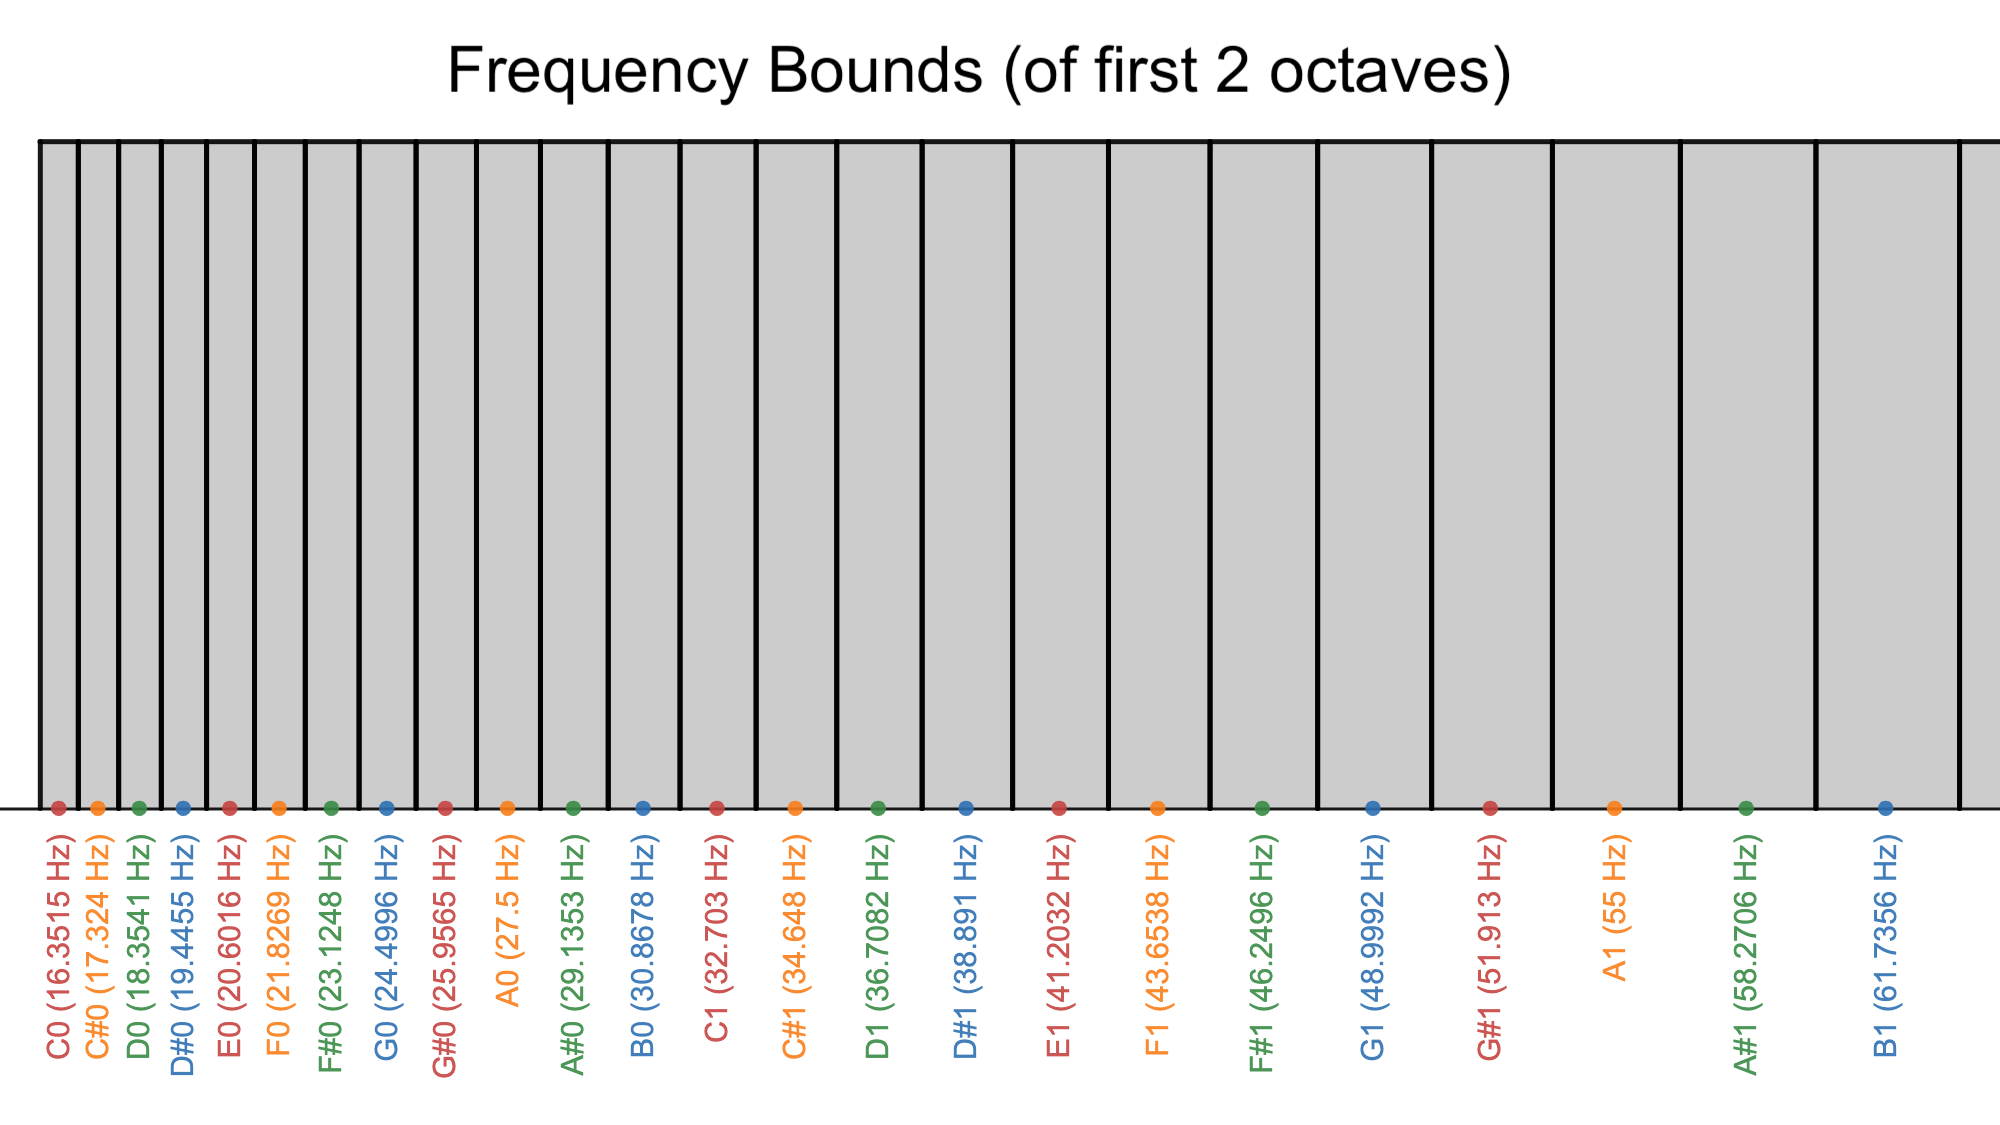 Frequency Bounds (of first 2 octaves)
C0 (16.3515 Hz)
C#0 (17.324 Hz)
D0 (18.3541 Hz)
D#0 (19.4455 Hz)
E0 (20.6016 Hz)
F0 (21.8269 Hz)
F#0 (23.1248 Hz)
G0 (24.4996 Hz)
G#0 (25.9565 Hz)
A0 (27.5 Hz)
A#0 (29.1353 Hz)
B0 (30.8678 Hz)
C1 (32.703 Hz)
C#1 (34.648 Hz)
D1 (36.7082 Hz)
D#1 (38.891 Hz)
E1 (41.2032 Hz)
F1 (43.6538 Hz)
F#1 (46.2496 Hz)
G1 (48.9992 Hz)
G#1 (51.913 Hz)
A1 (55 Hz)
A#1 (58.2706 Hz)
B1 (61.7356 Hz)